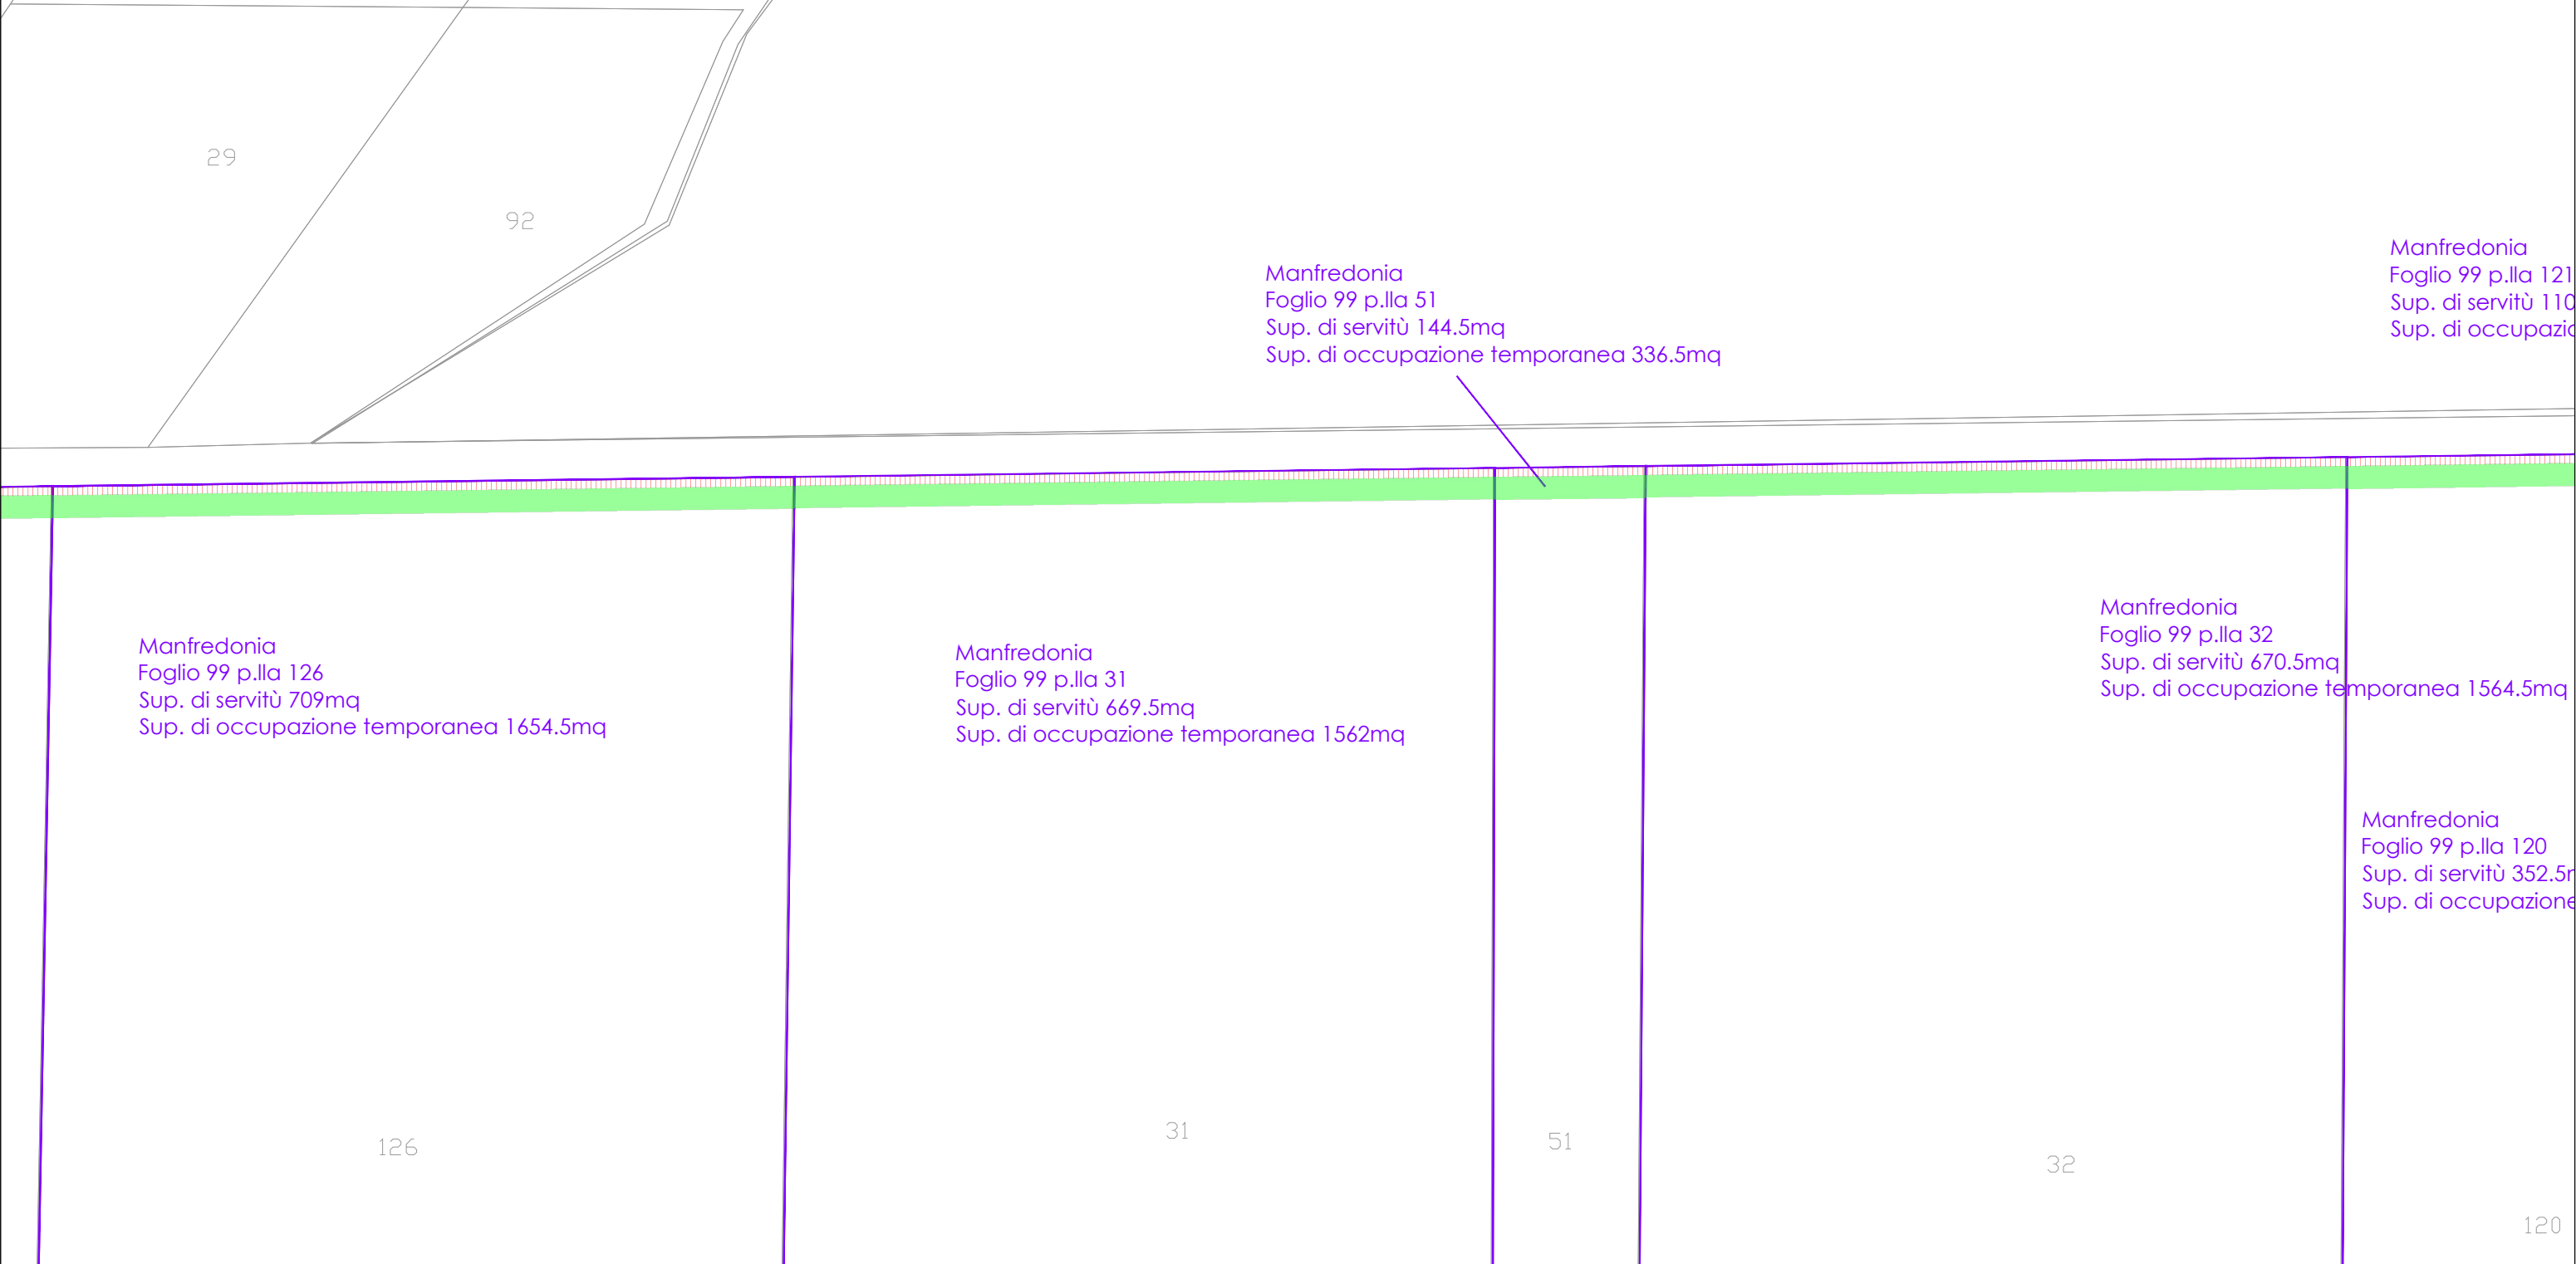 29
92
Manfredonia
Foglio 99 p.lla 51
Sup. di servitù 144.5mq
Sup. di occupazione temporanea 336.5mq
Manfredonia
Foglio 99 p.lla 121
Sup. di servitù 110
Sup. di
Manfredonia
Foglio 99 p.lla 126
Sup. di servitù 709mq
Sup. di occupazione temporanea 1654.5mq
Manfredonia
Foglio 99 p.lla 31
Sup. di servitù 669.5mq
Sup. di occupazione temporanea 1562mq
Manfredonia
Foglio 99 p.lla 32
Sup. di servitù 670.5mq
Sup. di occupazione temporanea 1564.5mq
Manfredonia
Foglio 99 p.lla 120
Sup. di servitù 352.5
Sup. di occupazione
126
31
51
32
120